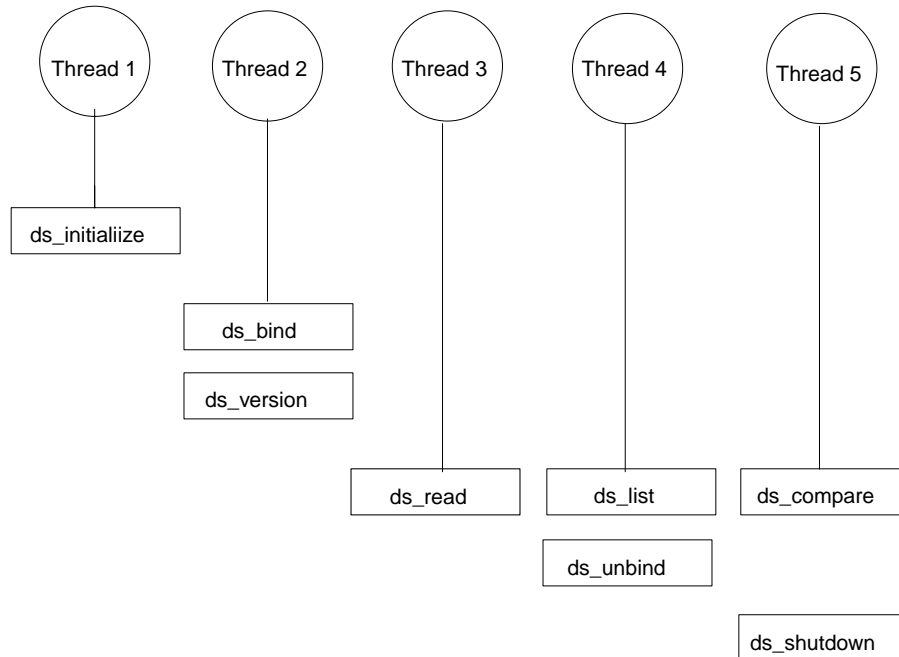 Thread 1
Thread 2
Thread 3
Thread 4
Thread 5
ds_initialiize
ds_bind
ds_version
ds_read
ds_list
ds_compare
ds_unbind
ds_shutdown